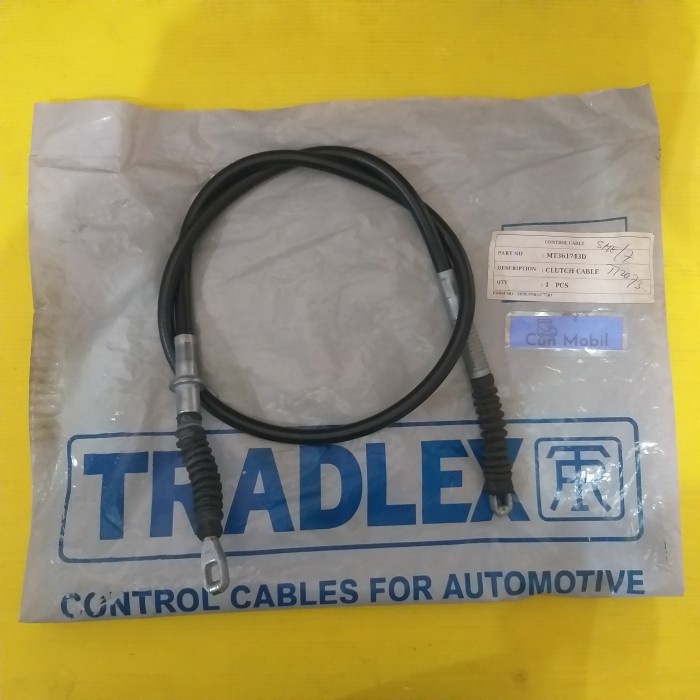 CONTROL CABLE
PART NO : MT361743D
DESCRIPTION : CLUTCH CABLE
QTY : 1 PCS
Cun Mobil
TRADLEX
CONTROL CABLES FOR AUTOMOTIVE